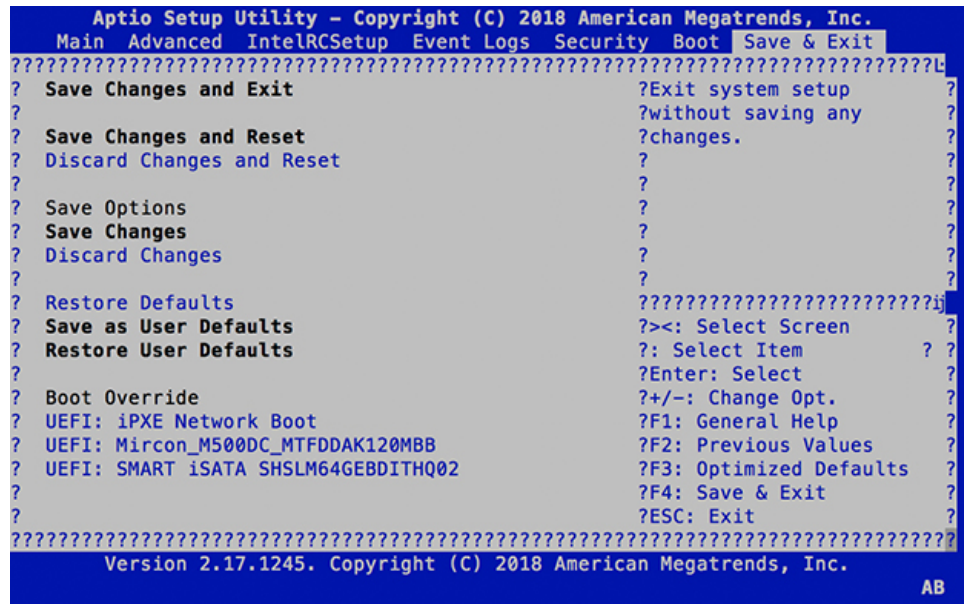 Aptio Setup Utility – Copyright (C) 2018 American Megatrends, Inc.
Main Advanced IntelRCSetup Event Logs Security Boot Save & Exit
??????????????????????????????????????????????????????????????????????????????Ŀ
? Save Changes and Exit ?Exit system setup ?
? ?without saving any ?
? Save Changes and Reset ?changes. ?
? Discard Changes and Reset ? ?
? ? ?
? Save Options ? ?
? Save Changes ? ?
? Discard Changes ? ?
? ? ?
? Restore Defaults ?????????????????????????ij
? Save as User Defaults ?><: Select Screen ?
? Restore User Defaults ?: Select Item ? ?
? ?Enter: Select ?
? Boot Override ?+/-: Change Opt. ?
? UEFI: iPXE Network Boot ?F1: General Help ?
? UEFI: Mircon_M500DC_MTFDDAK120MBB ?F2: Previous Values ?
? UEFI: SMART iSATA SHSLM64GEBDITHQ02 ?F3: Optimized Defaults ?
? ?F4: Save & Exit ?
? ?ESC: Exit ?
????????????????????????????????????????????????????????????????????????????????
Version 2.17.1245. Copyright (C) 2018 American Megatrends, Inc.
AB